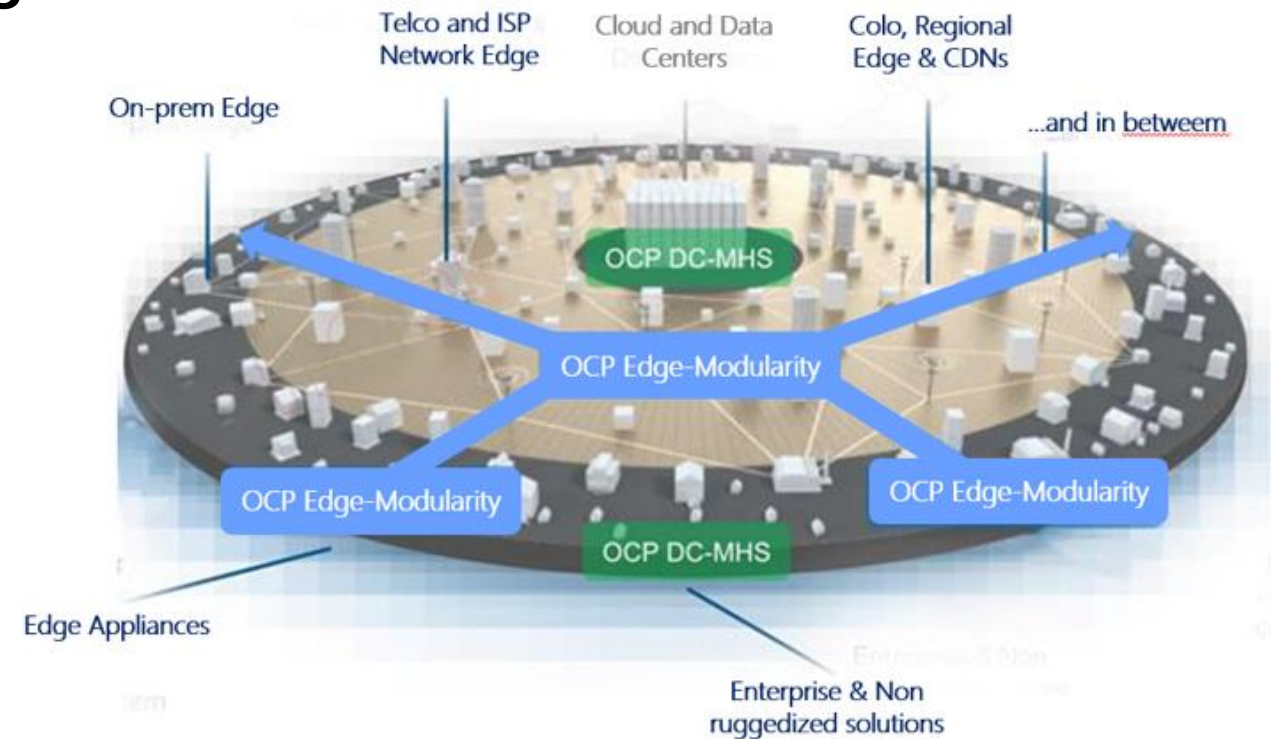 Telco and ISP
Network Edge
Cloud and Data
Centers
Colo, Regional
Edge & CDNs
On-prem Edge
...and in betweem
OCP DC-MHS
OCP Edge-Modularity
OCP Edge-Modularity
OCP Edge-Modularity
OCP DC-MHS
Edge Appliances
Enterprise & Non
ruggedized solutions